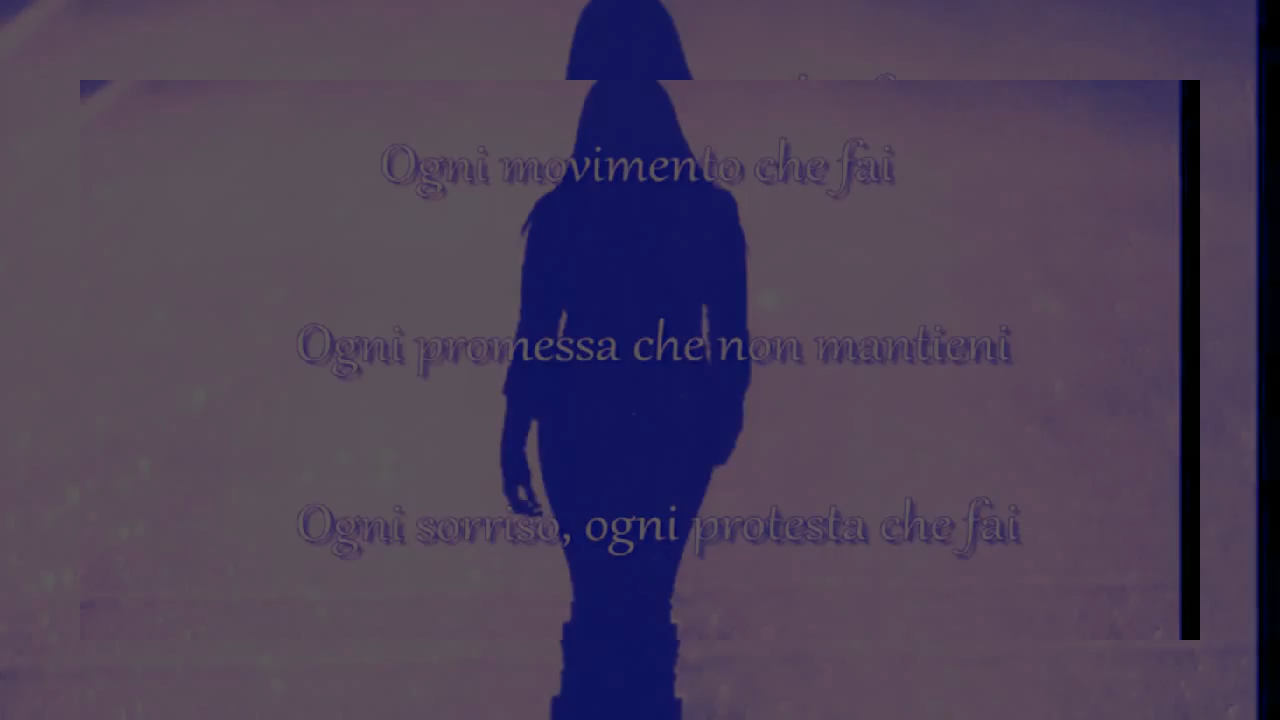 Ogni movimento che fai
Ogni promessa che non mantieni
Ogni sorriso, ogni protesta che fai